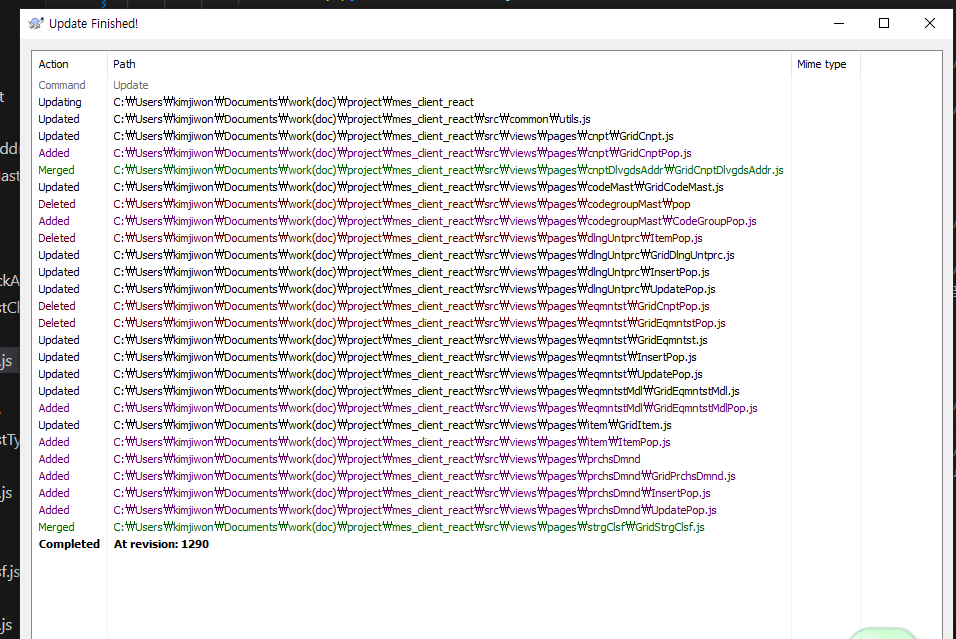 Update Finished!
Action Path Mime type
Command Update
Updating C:₩Users₩kimjiwon₩Documents₩work(doc)₩project₩mes_client_react
Updated C:₩Users₩kimjiwon₩Documents₩work(doc)₩project₩mes_client_react₩src₩common₩utils.js
Updated C:₩Users₩kimjiwon₩Documents₩work(doc)₩project₩mes_client_react₩src₩views₩pages₩cnpt₩GridCnpt.js
Added C:₩Users₩kimjiwon₩Documents₩work(doc)₩project₩mes_client_react₩src₩views₩pages₩cnpt₩GridCnptPop.js
Merged C:₩Users₩kimjiwon₩Documents₩work(doc)₩project₩mes_client_react₩src₩views₩pages₩cnptDlvgdsAddr₩GridCnptDlvgdsAddr.js
Updated C:₩Users₩kimjiwon₩Documents₩work(doc)₩project₩mes_client_react₩src₩views₩pages₩codeMast₩GridCodeMast.js
Deleted C:₩Users₩kimjiwon₩Documents₩work(doc)₩project₩mes_client_react₩src₩views₩pages₩codegroupMast₩pop
Added C:₩Users₩kimjiwon₩Documents₩work(doc)₩project₩mes_client_react₩src₩views₩pages₩codegroupMast₩CodeGroupPop.js
Deleted C:₩Users₩kimjiwon₩Documents₩work(doc)₩project₩mes_client_react₩src₩views₩pages₩dlngUntprc₩ItemPop.js
Updated C:₩Users₩kimjiwon₩Documents₩work(doc)₩project₩mes_client_react₩src₩views₩pages₩dlngUntprc₩GridDlngUntprc.js
Updated C:₩Users₩kimjiwon₩Documents₩work(doc)₩project₩mes_client_react₩src₩views₩pages₩dlngUntprc₩InsertPop.js
Updated C:₩Users₩kimjiwon₩Documents₩work(doc)₩project₩mes_client_react₩src₩views₩pages₩dlngUntprc₩UpdatePop.js
Deleted C:₩Users₩kimjiwon₩Documents₩work(doc)₩project₩mes_client_react₩src₩views₩pages₩eqmntst₩GridCnptPop.js
Deleted C:₩Users₩kimjiwon₩Documents₩work(doc)₩project₩mes_client_react₩src₩views₩pages₩eqmntst₩GridEqmntstPop.js
Updated C:₩Users₩kimjiwon₩Documents₩work(doc)₩project₩mes_client_react₩src₩views₩pages₩eqmntst₩GridEqmntst.js
Updated C:₩Users₩kimjiwon₩Documents₩work(doc)₩project₩mes_client_react₩src₩views₩pages₩eqmntst₩InsertPop.js
Updated C:₩Users₩kimjiwon₩Documents₩work(doc)₩project₩mes_client_react₩src₩views₩pages₩eqmntst₩UpdatePop.js
Updated C:₩Users₩kimjiwon₩Documents₩work(doc)₩project₩mes_client_react₩src₩views₩pages₩eqmntstMdl₩GridEqmntstMdl.js
Added C:₩Users₩kimjiwon₩Documents₩work(doc)₩project₩mes_client_react₩src₩views₩pages₩eqmntstMdl₩GridEqmntstMdlPop.js
Updated C:₩Users₩kimjiwon₩Documents₩work(doc)₩project₩mes_client_react₩src₩views₩pages₩item₩GridItem.js
Added C:₩Users₩kimjiwon₩Documents₩work(doc)₩project₩mes_client_react₩src₩views₩pages₩item₩ItemPop.js
Added C:₩Users₩kimjiwon₩Documents₩work(doc)₩project₩mes_client_react₩src₩views₩pages₩prchsDmnd
Added C:₩Users₩kimjiwon₩Documents₩work(doc)₩project₩mes_client_react₩src₩views₩pages₩prchsDmnd₩GridPrchsDmnd.js
Added C:₩Users₩kimjiwon₩Documents₩work(doc)₩project₩mes_client_react₩src₩views₩pages₩prchsDmnd₩InsertPop.js
Added C:₩Users₩kimjiwon₩Documents₩work(doc)₩project₩mes_client_react₩src₩views₩pages₩prchsDmnd₩UpdatePop.js
Merged C:₩Users₩kimjiwon₩Documents₩work(doc)₩project₩mes_client_react₩src₩views₩pages₩strgClsf₩GridStrgClsf.js
Completed At revision: 1290